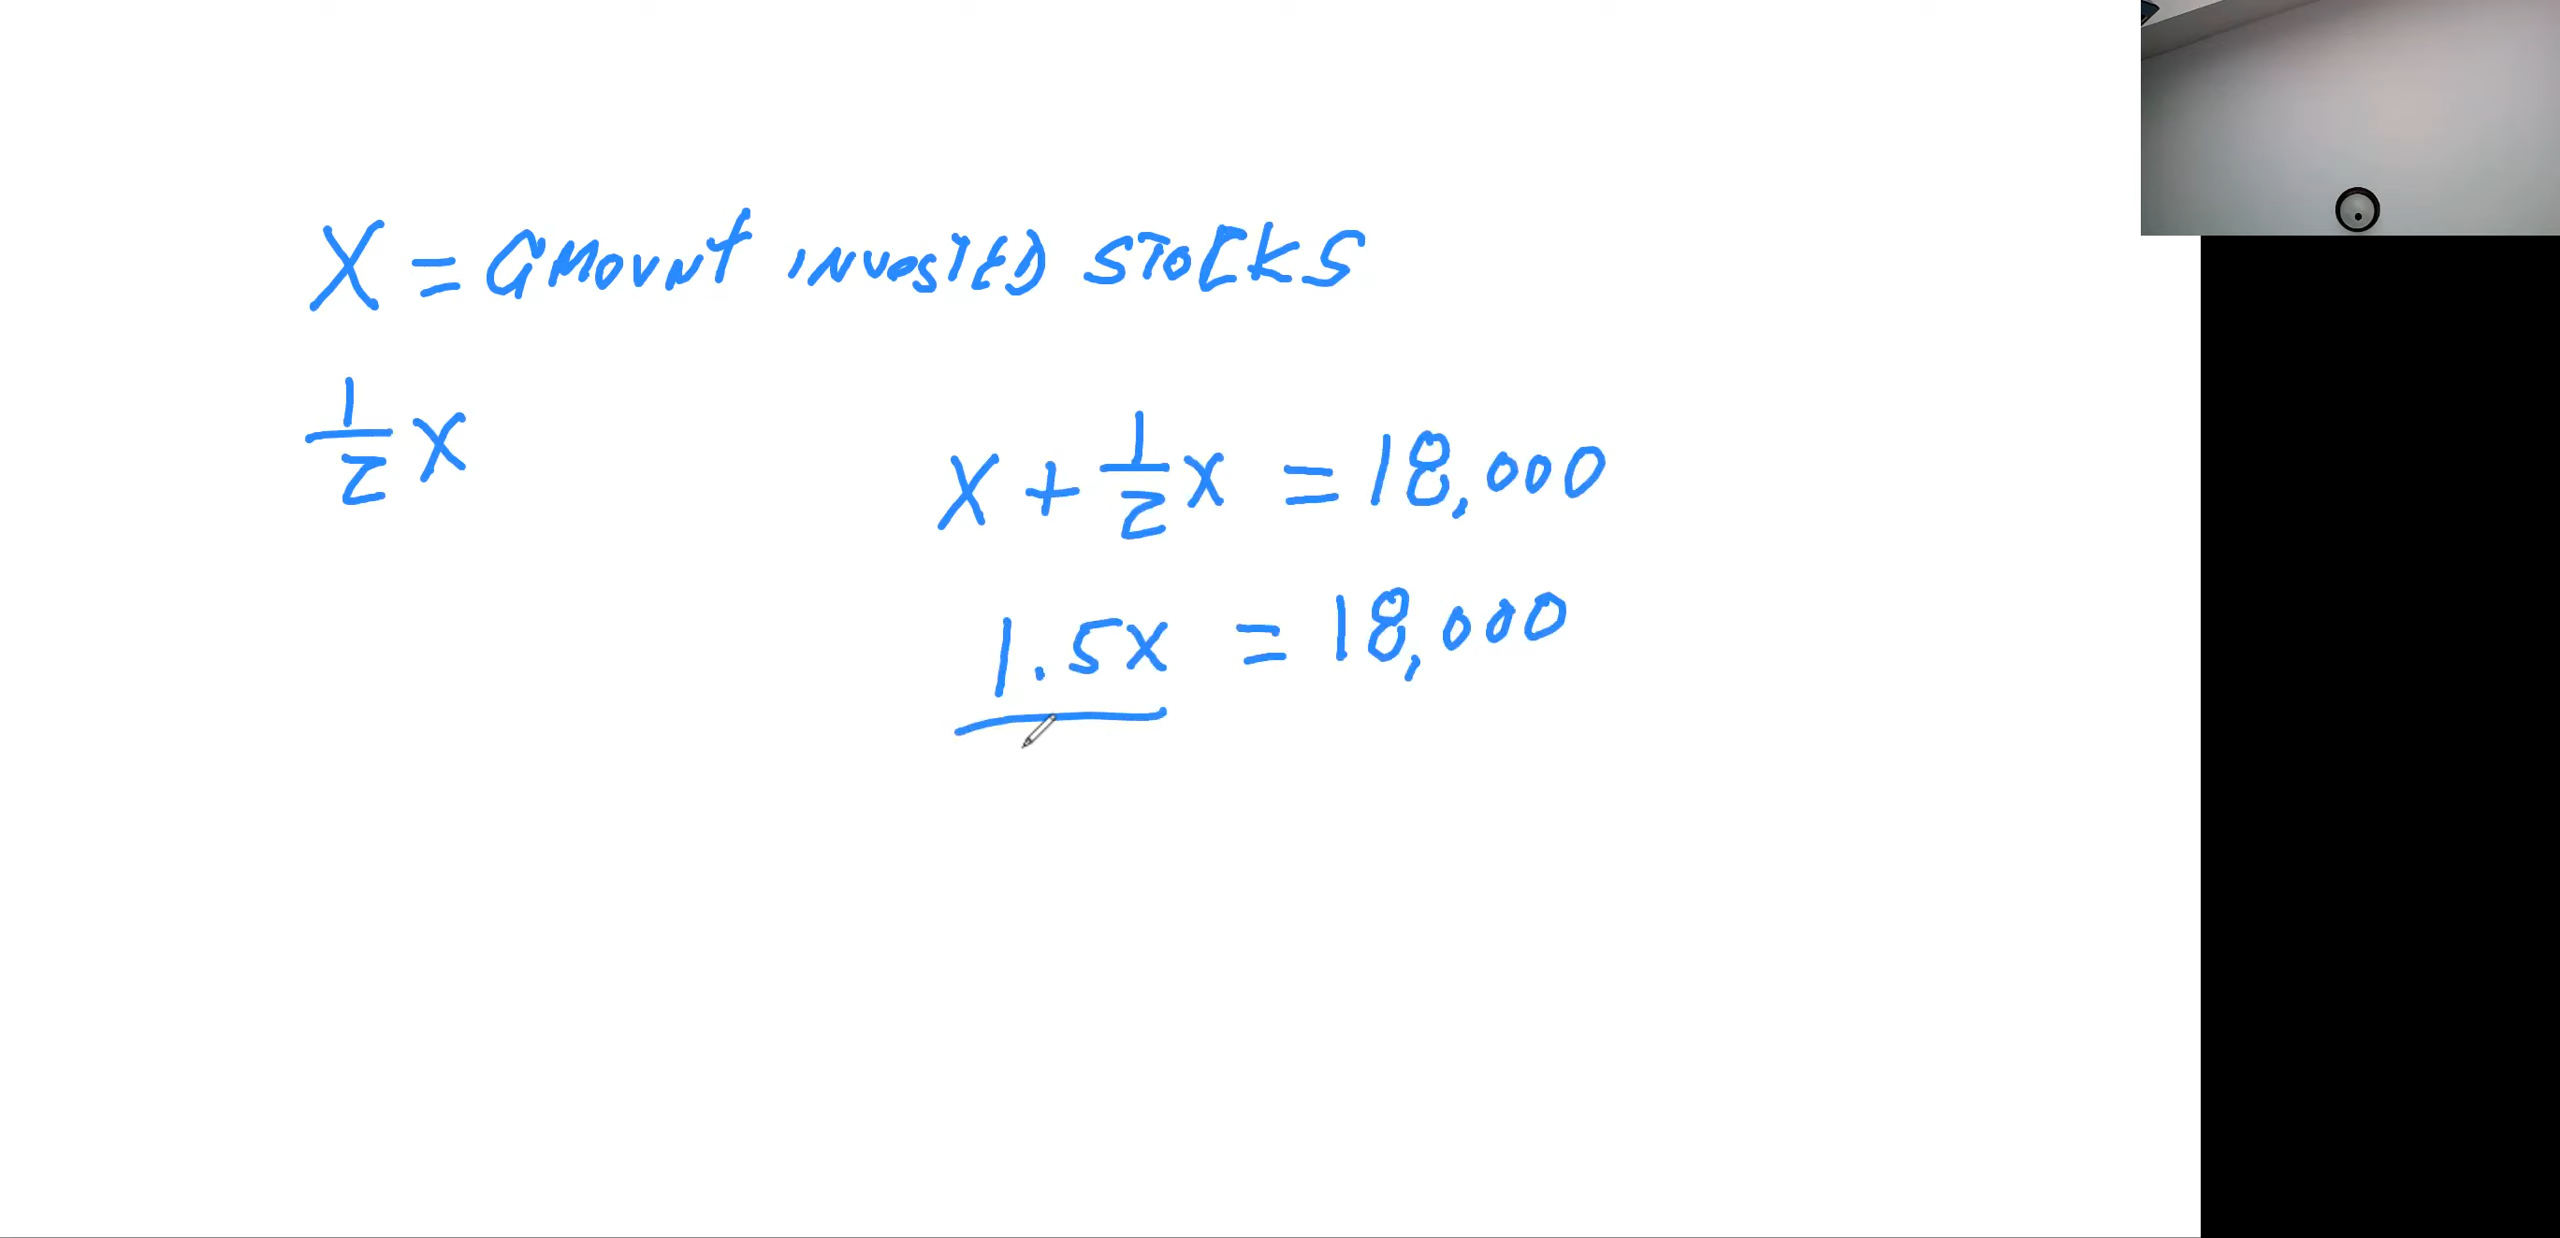 X = amount invested stocks
1/2 x
x + 1/2 x = 18,000
1.5x = 18,000